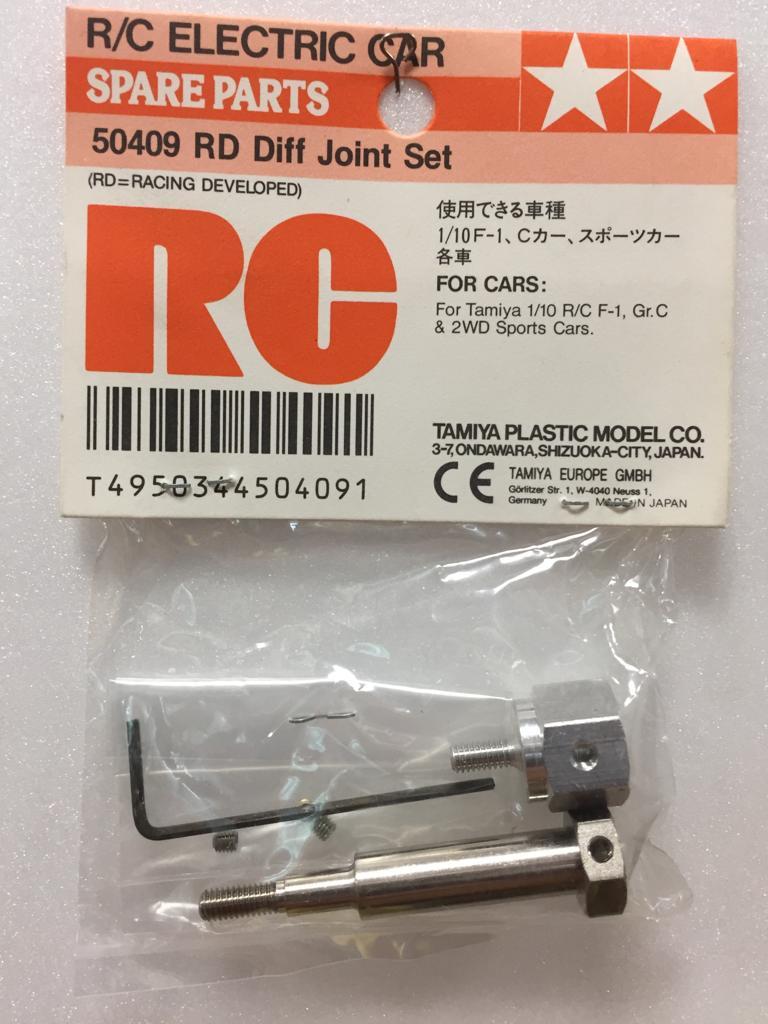 R/C ELECTRIC CAR
SPARE PARTS
50409 RD Diff Joint Set
(RD=RACING DEVELOPED)
RC
使用できる車種
1/10F-1、Cカー、スポーツカー
各車
FOR CARS:
For Tamiya 1/10 R/C F-1, Gr.C
& 2WD Sports Cars.
T4950344504091
TAMIYA PLASTIC MODEL CO.
3-7, ONDAWARA, SHIZUOKA-CITY, JAPAN.
CE
TAMIYA EUROPE GMBH
Görlitzer Str. 1, W-4040 Neuss 1,
Germany
MADE IN JAPAN